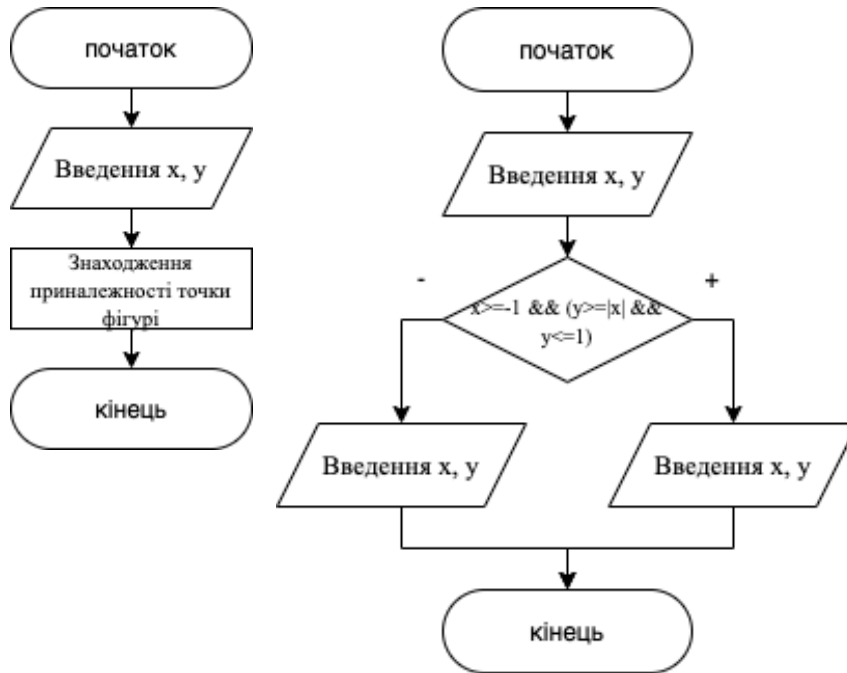 початок
Введення x, y
Знаходження
приналежності точки
фігурі
кінець
початок
Введення x, y
-
+
x>=-1 && (y>=|x| &&
y<=1)
Введення x, y
Введення x, y
кінець